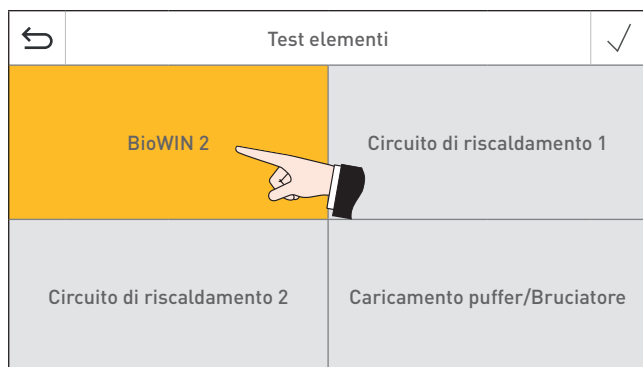 Test elementi
BioWIN 2
Circuito di riscaldamento 1
Circuito di riscaldamento 2
Caricamento puffer/Bruciatore